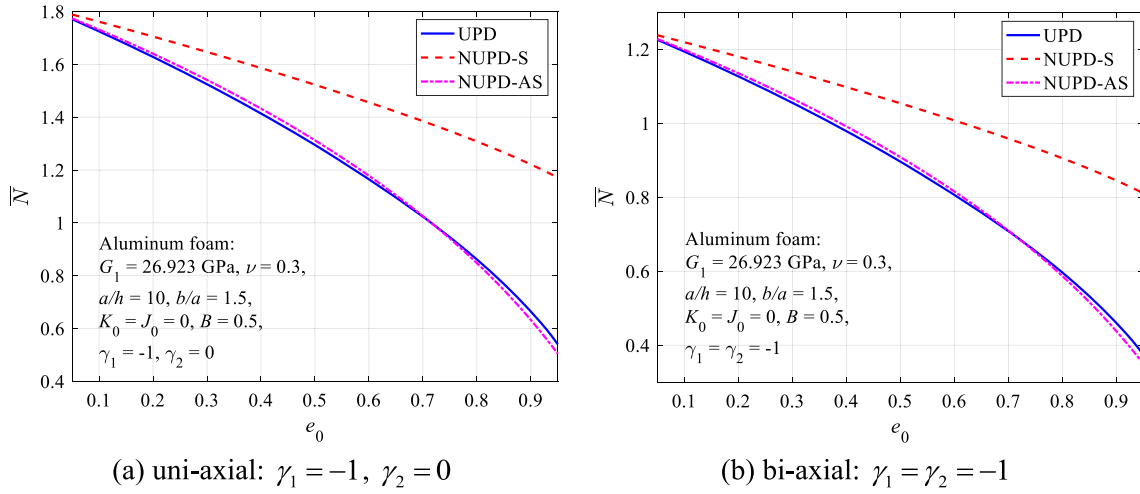 1.8
1.6
1.4
1.2
1
0.8
0.6
0.4
N̅
UPD
NUPD-S
NUPD-AS
Aluminum foam:
G₁ = 26.923 GPa, ν = 0.3,
a/h = 10, b/a = 1.5,
K₀ = J₀ = 0, B = 0.5,
γ₁ = -1, γ₂ = 0
0.1 0.2 0.3 0.4 0.5 0.6 0.7 0.8 0.9
e₀
(a) uni-axial: γ₁ = −1, γ₂ = 0
1.2
1
0.8
0.6
0.4
N̅
UPD
NUPD-S
NUPD-AS
Aluminum foam:
G₁ = 26.923 GPa, ν = 0.3,
a/h = 10, b/a = 1.5,
K₀ = J₀ = 0, B = 0.5,
γ₁ = γ₂ = -1
0.1 0.2 0.3 0.4 0.5 0.6 0.7 0.8 0.9
e₀
(b) bi-axial: γ₁ = γ₂ = −1